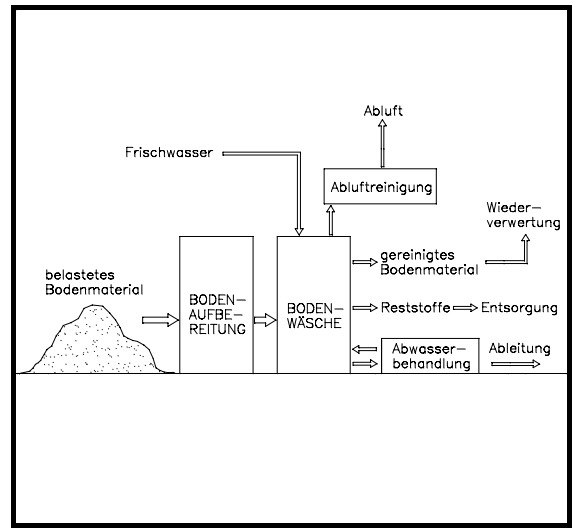 Abluft
Frischwasser
Abluftreinigung
Wieder-
verwertung
gereinigtes
Bodenmaterial
belastetes
Bodenmaterial
BODEN-
AUFBE-
REITUNG
BODEN-
WÄSCHE
Reststoffe
Entsorgung
Abwasser-
behandlung
Ableitung